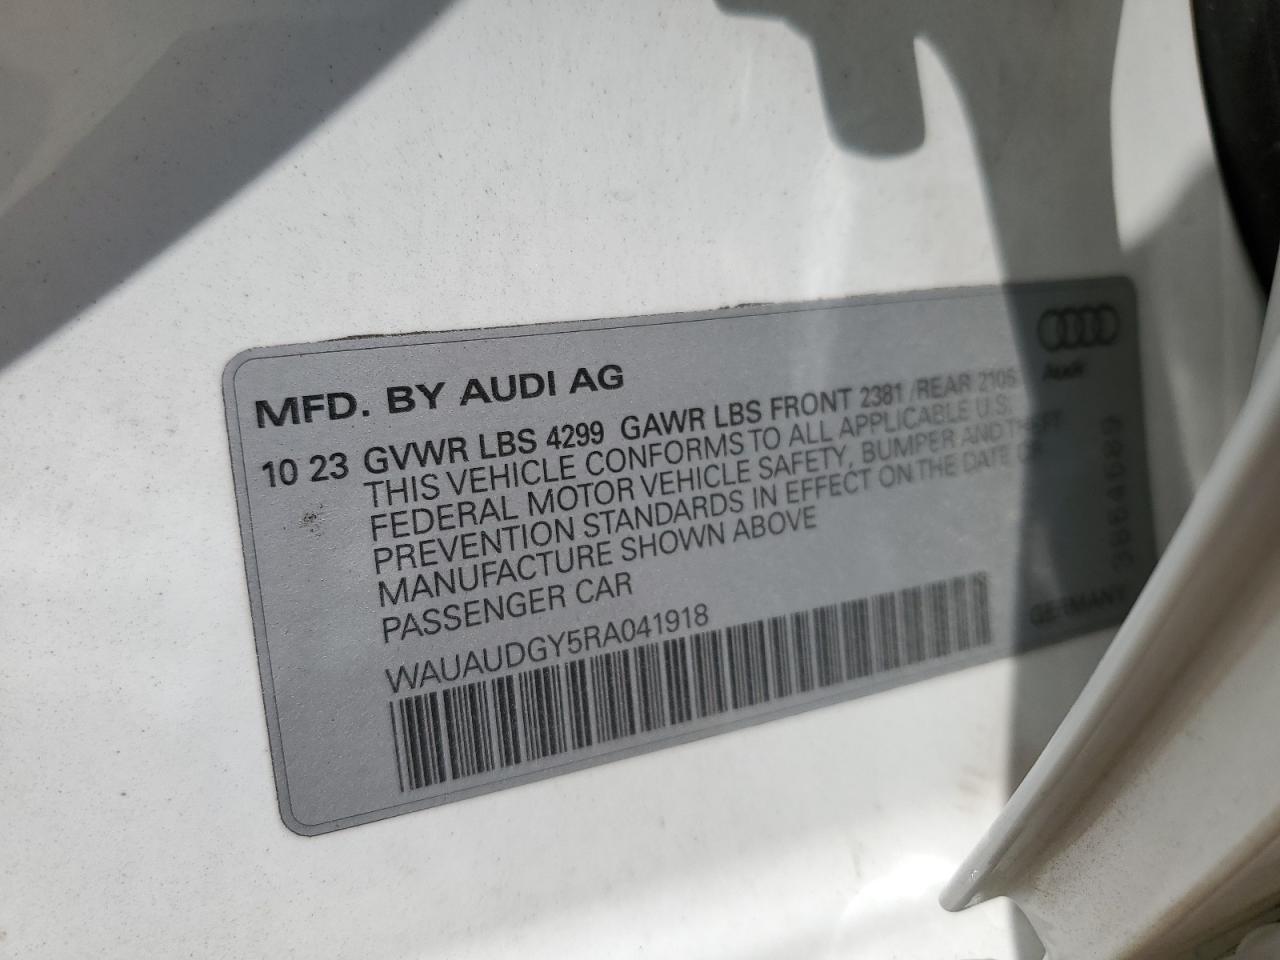 MFD. BY AUDI AG
Audi
10 23 GVWR LBS 4299 GAWR LBS FRONT 2381 /REAR 2105
THIS VEHICLE CONFORMS TO ALL APPLICABLE U.S.
FEDERAL MOTOR VEHICLE SAFETY, BUMPER AND THEFT
PREVENTION STANDARDS IN EFFECT ON THE DATE OF
MANUFACTURE SHOWN ABOVE
PASSENGER CAR
WAUAUDGY5RA041918
GERMANY